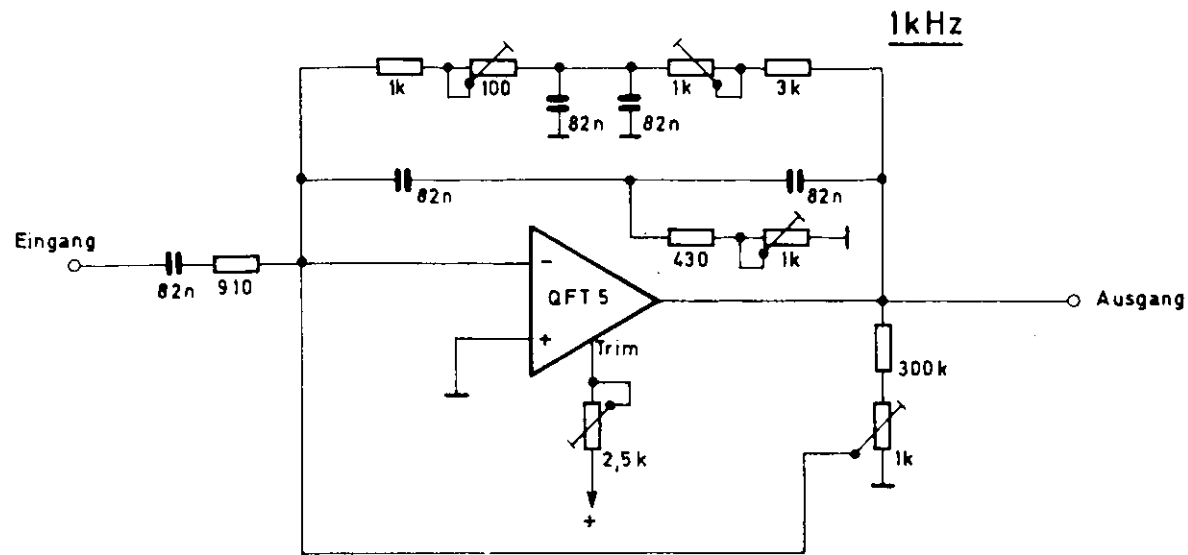 1kHz
1k
100
1k
3k
82n
82n
82n
82n
430
1k
Eingang
82n
910
−
QFT 5
+
Trim
Ausgang
300k
2,5k
1k
+